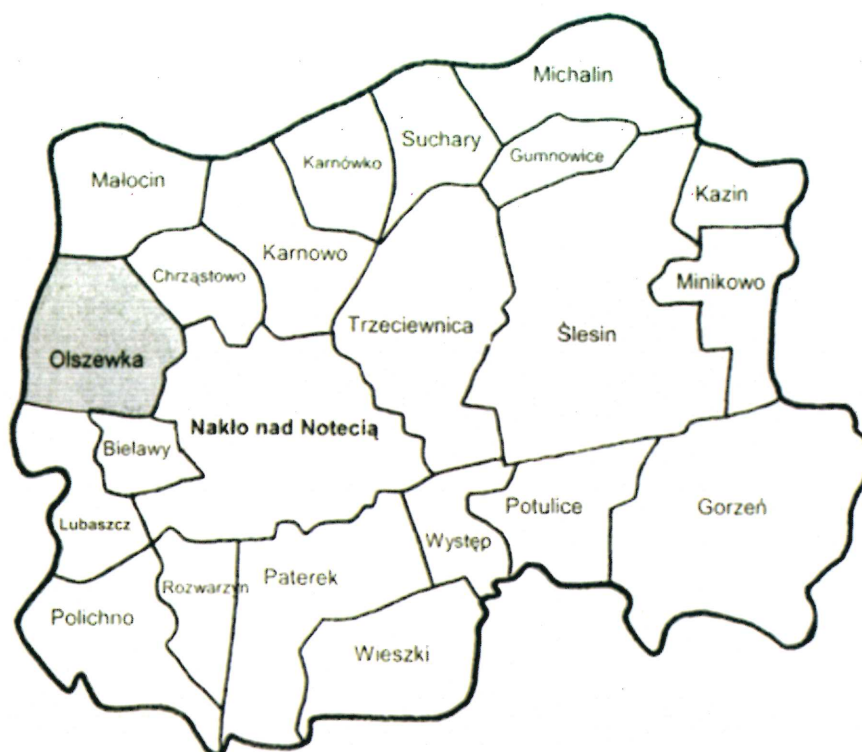 Michalin
Suchary
Karnówko
Gumnowice
Małocin
Kazin
Karnowo
Chrząstowo
Minikowo
Trzeciewnica
Ślesin
Olszewka
Nakło nad Notecią
Bielawy
Potulice
Gorzeń
Lubaszcz
Występ
Paterek
Rozwarzyn
Polichno
Wieszki